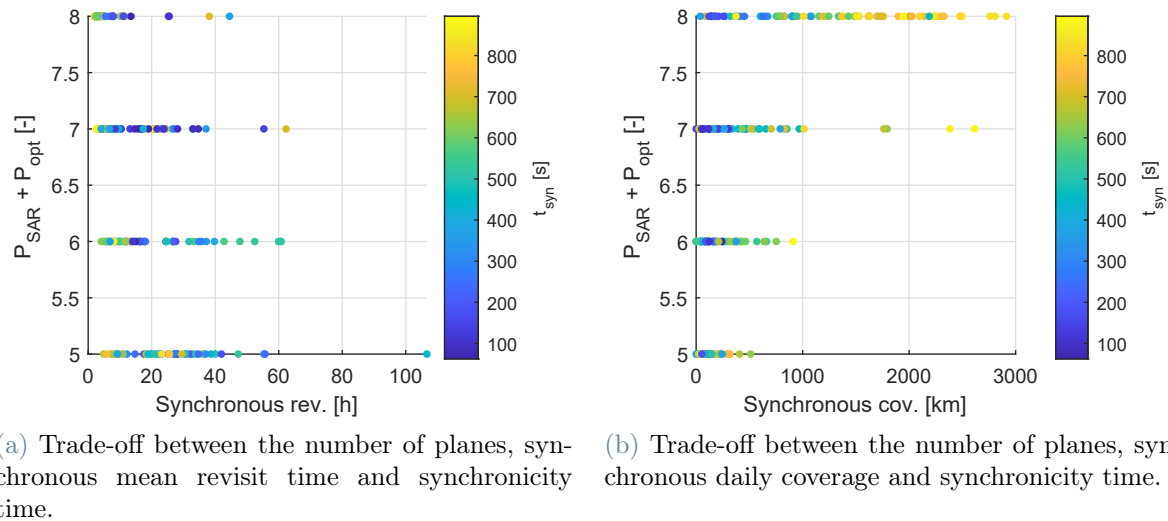 8
7.5
7
6.5
6
5.5
5
P_SAR + P_opt [-]
0 20 40 60 80 100
Synchronous rev. [h]
800
700
600
500
400
300
200
100
t_syn [s]
8
7.5
7
6.5
6
5.5
5
P_SAR + P_opt [-]
0 1000 2000 3000
Synchronous cov. [km]
800
700
600
500
400
300
200
100
t_syn [s]
(a) Trade-off between the number of planes, syn-
chronous mean revisit time and synchronicity
time.
(b) Trade-off between the number of planes, syn-
chronous daily coverage and synchronicity time.